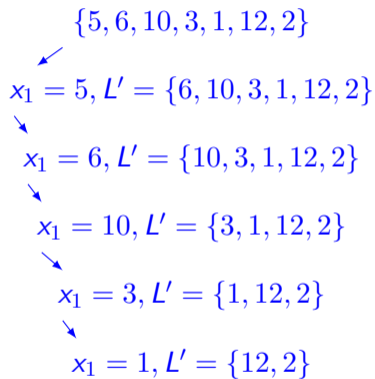 {5, 6, 10, 3, 1, 12, 2}
x₁ = 5, L′ = {6, 10, 3, 1, 12, 2}
x₁ = 6, L′ = {10, 3, 1, 12, 2}
x₁ = 10, L′ = {3, 1, 12, 2}
x₁ = 3, L′ = {1, 12, 2}
x₁ = 1, L′ = {12, 2}